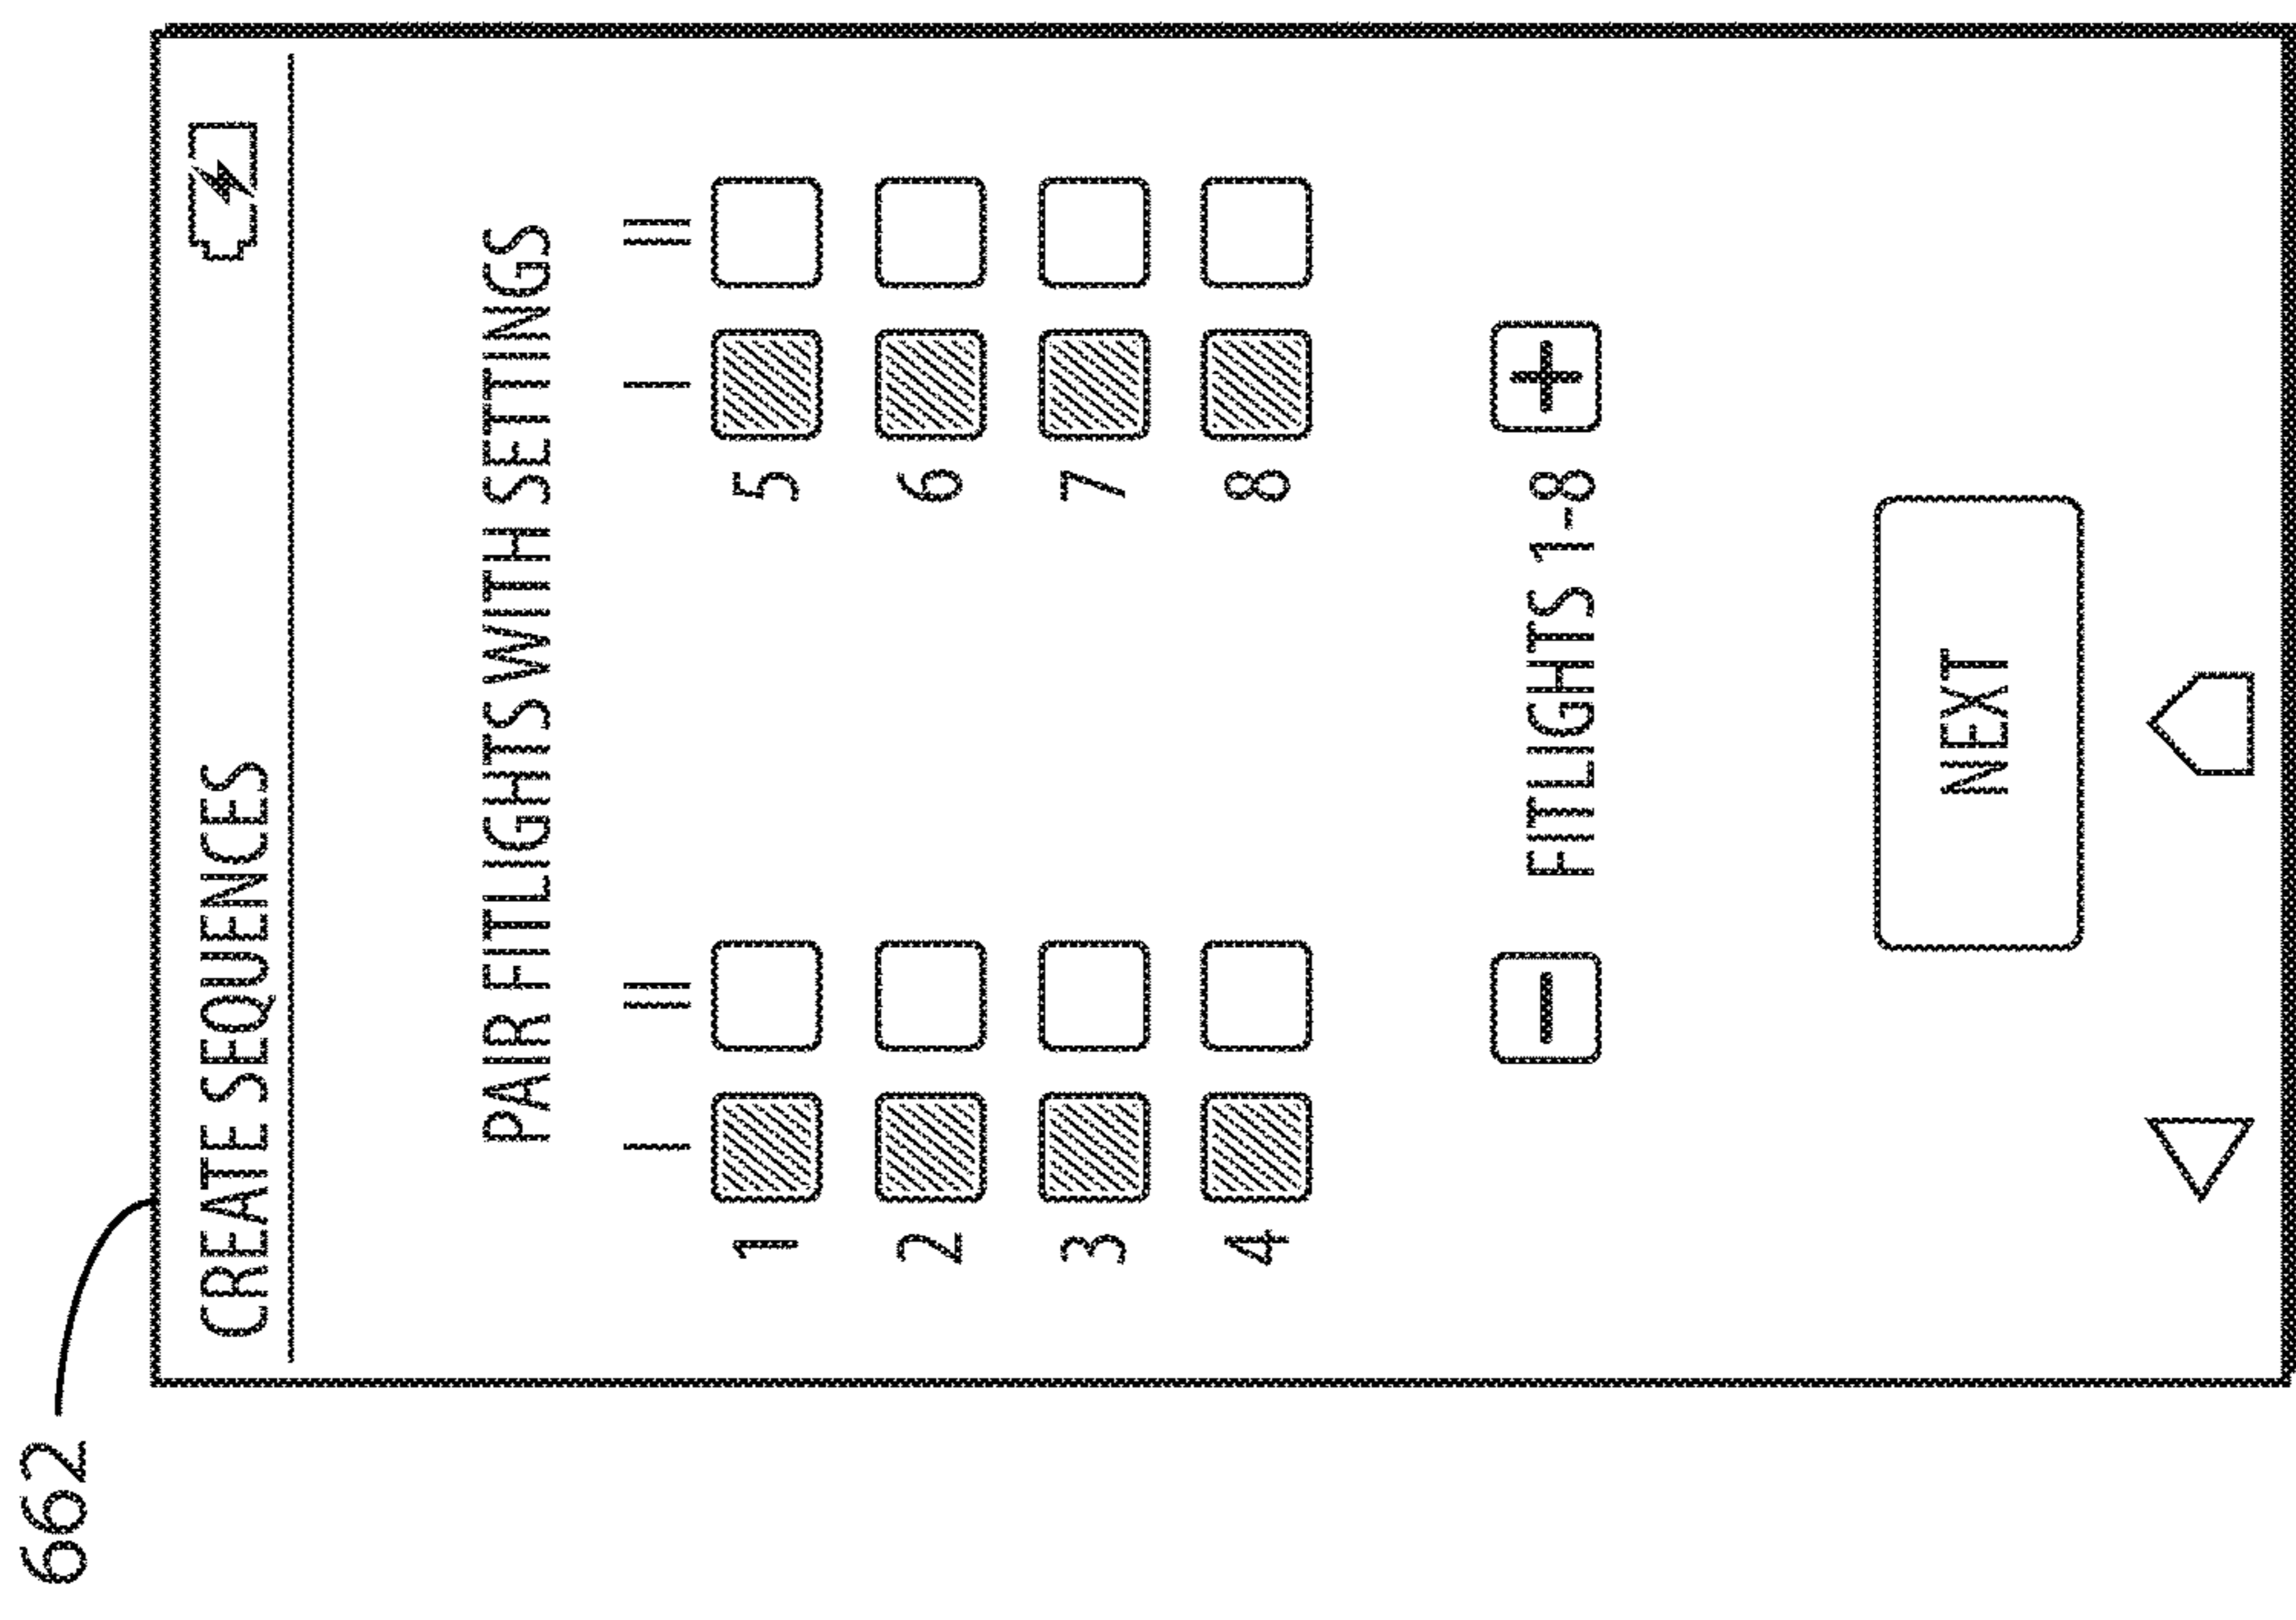 662
CREATE SEQUENCES
PAIR FITLIGHTS WITH SETTINGS
I II I II
1 5
2 6
3 7
4 8
− FITLIGHTS 1-8 +
NEXT